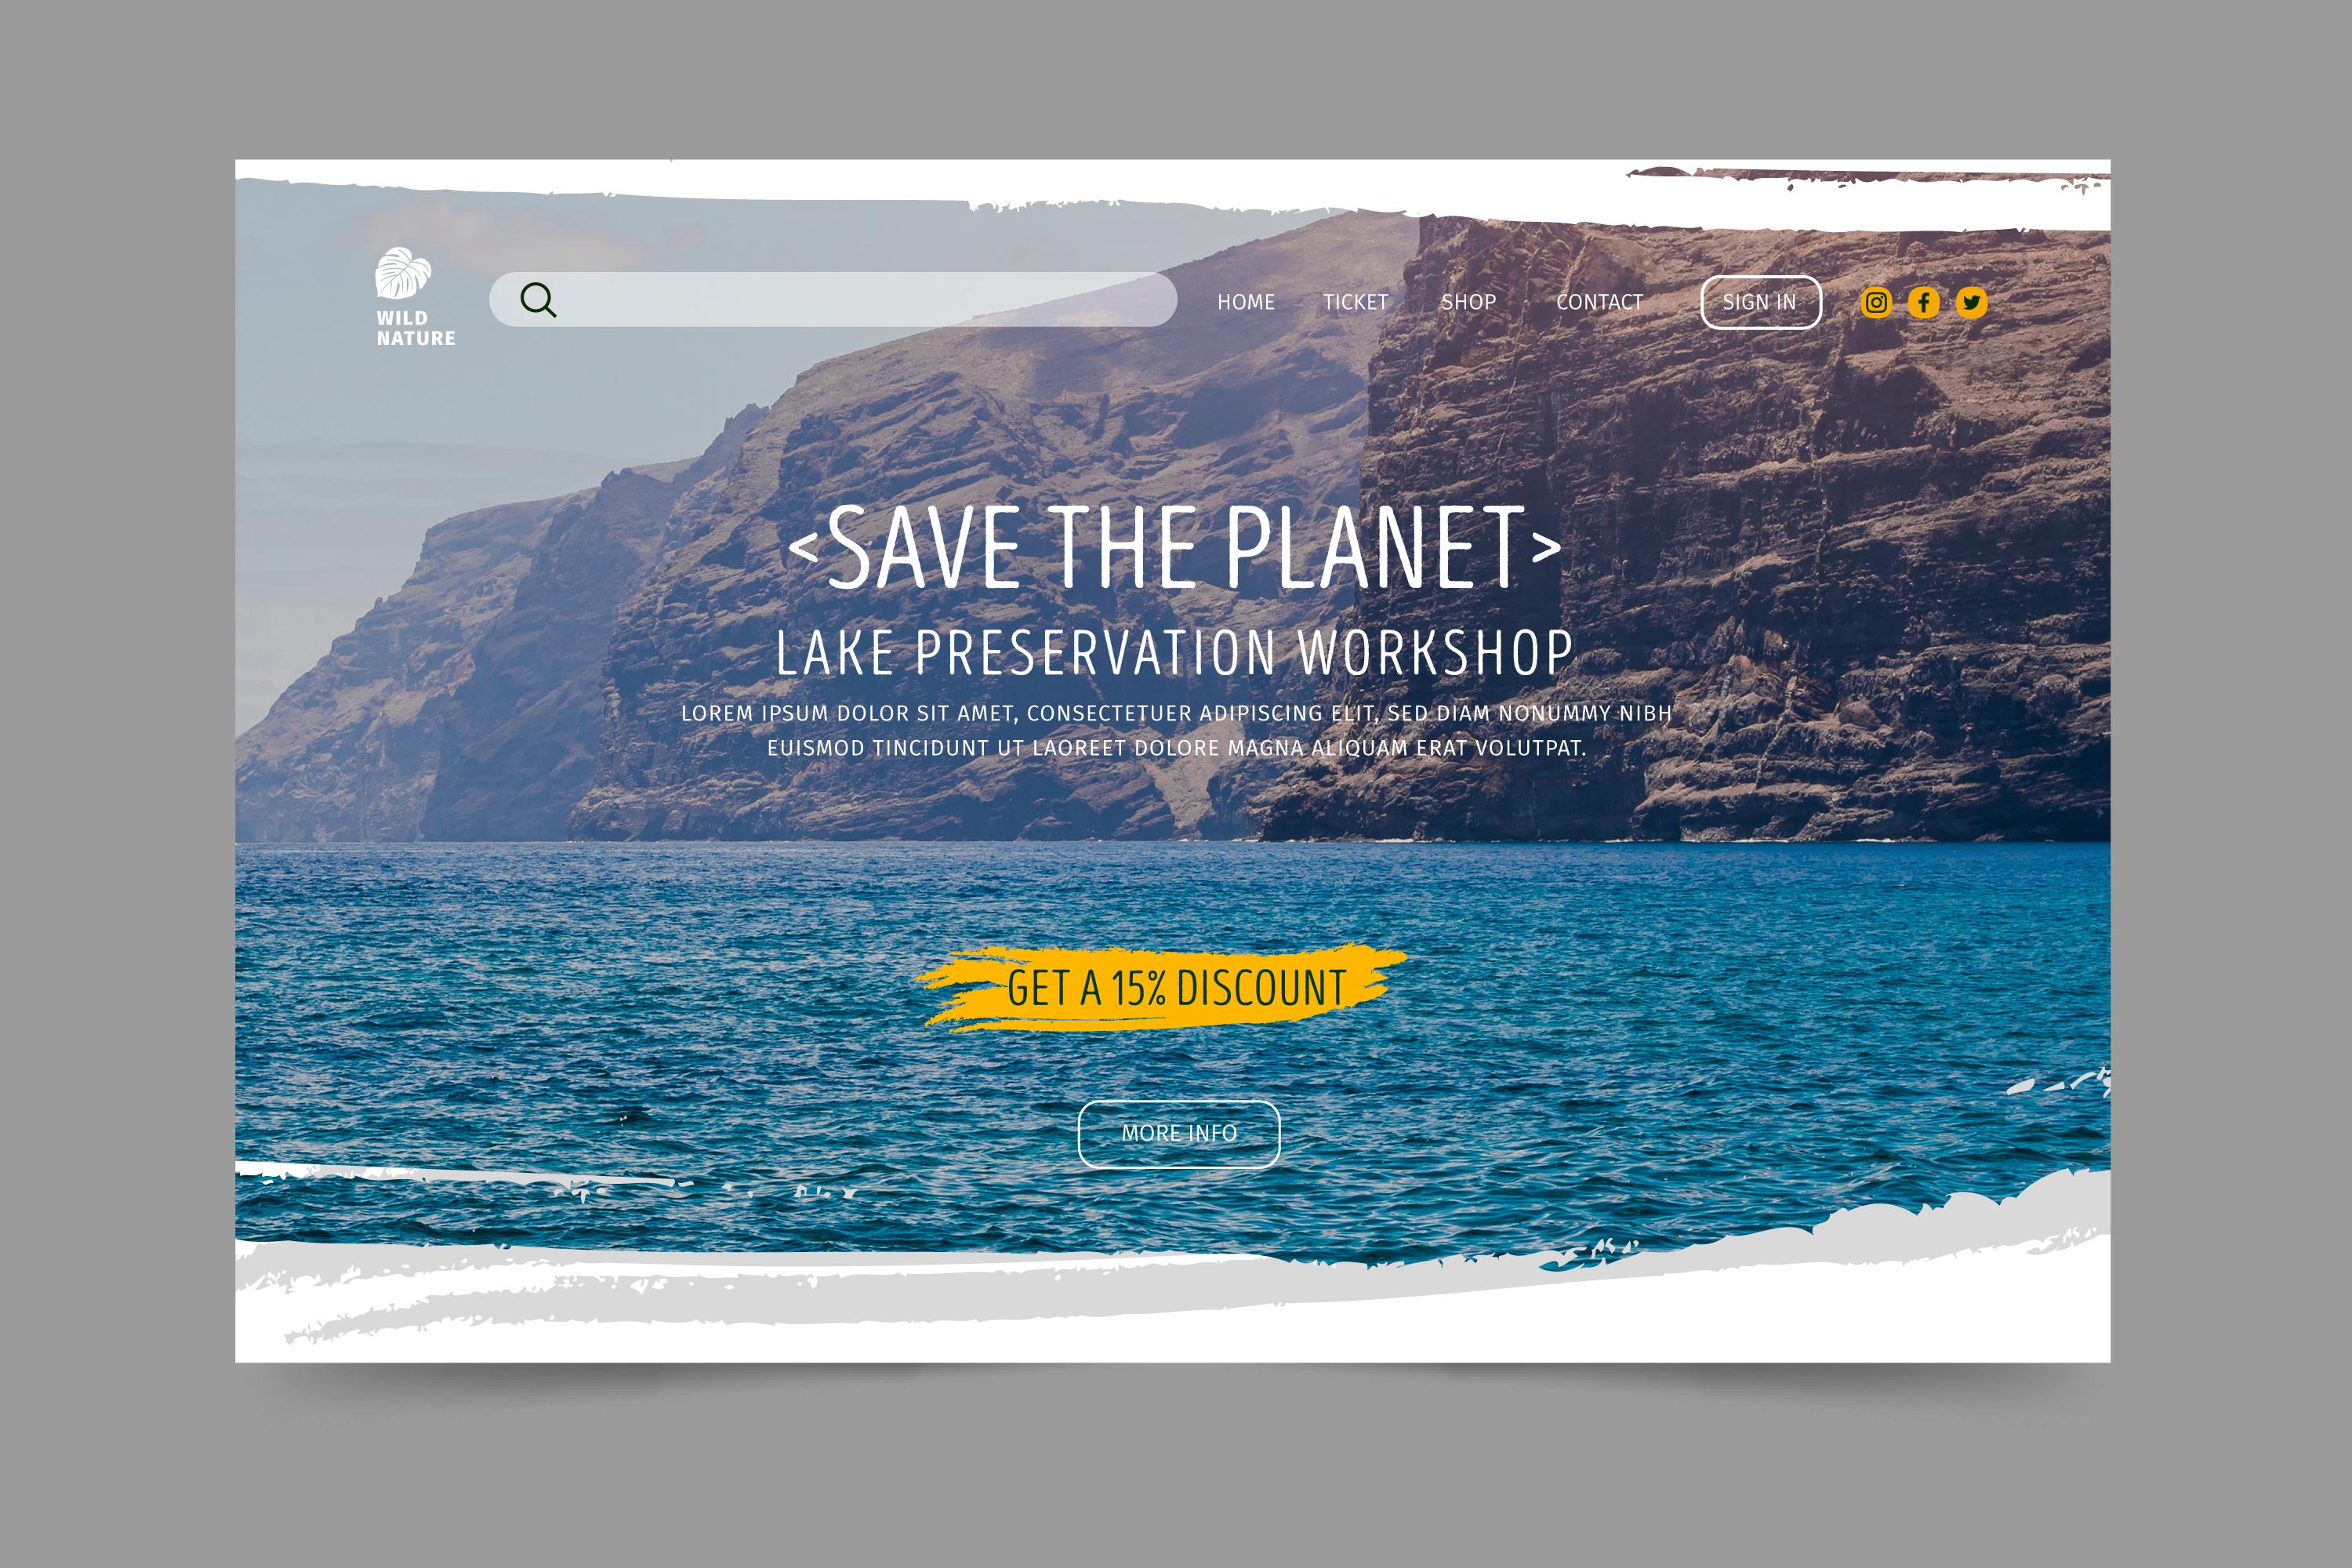 WILD
NATURE
HOME TICKET SHOP CONTACT SIGN IN
<SAVE THE PLANET>
LAKE PRESERVATION WORKSHOP
LOREM IPSUM DOLOR SIT AMET, CONSECTETUER ADIPISCING ELIT, SED DIAM NONUMMY NIBH
EUISMOD TINCIDUNT UT LAOREET DOLORE MAGNA ALIQUAM ERAT VOLUTPAT.
GET A 15% DISCOUNT
MORE INFO